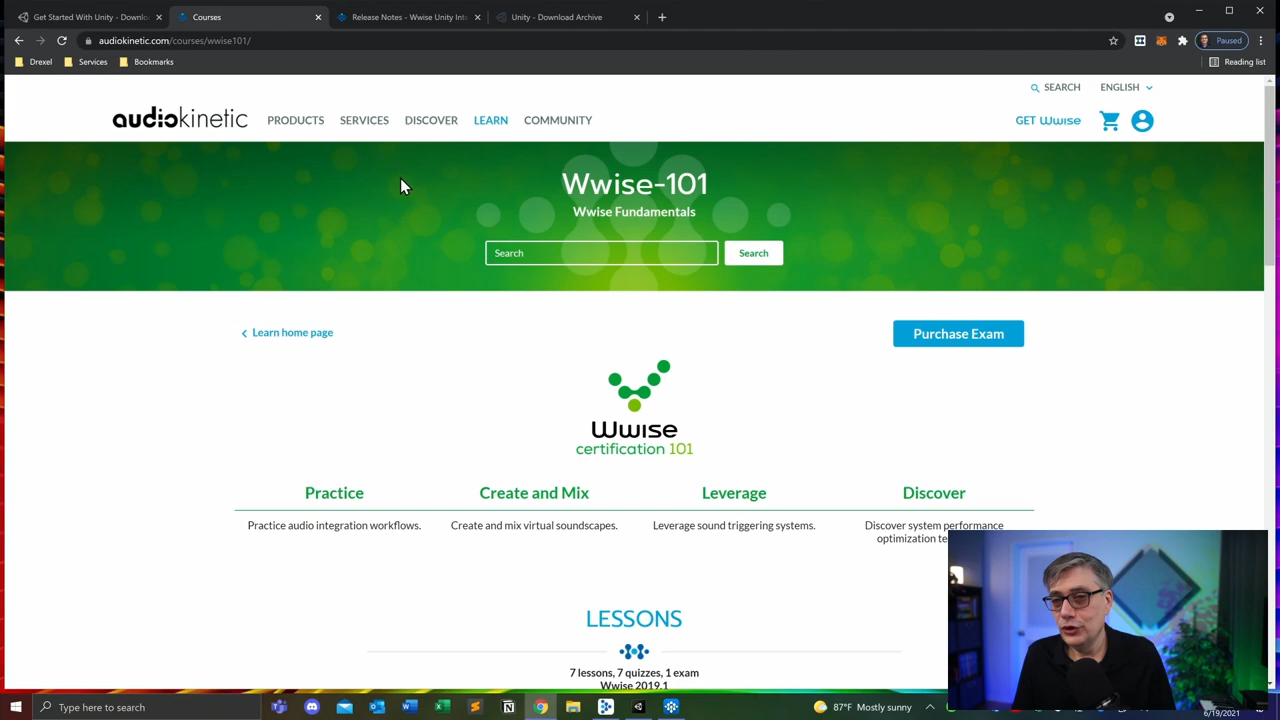 Get Started With Unity - Downloa
Courses
Release Notes - Wwise Unity Inte
Unity - Download Archive
audiokinetic.com/courses/wwise101/
Paused
Drexel
Services
Bookmarks
Reading list
SEARCH
ENGLISH
audiokinetic
PRODUCTS
SERVICES
DISCOVER
LEARN
COMMUNITY
GET Wwise
Wwise-101
Wwise Fundamentals
Search
Search
Learn home page
Purchase Exam
Wwise
certification 101
Practice
Create and Mix
Leverage
Discover
Practice audio integration workflows.
Create and mix virtual soundscapes.
Leverage sound triggering systems.
Discover system performance
optimization te
LESSONS
7 lessons, 7 quizzes, 1 exam
Wwise 2019.1
Type here to search
87°F Mostly sunny
6/19/2021